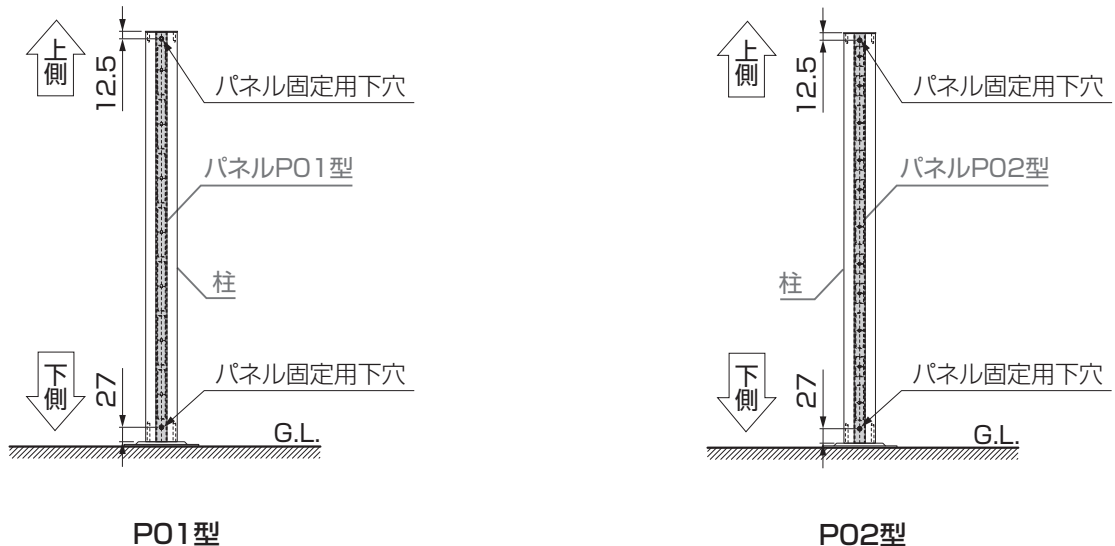 上側
12.5
パネル固定用下穴
パネルP01型
柱
下側
27
パネル固定用下穴
G.L.
P01型
上側
12.5
パネル固定用下穴
パネルP02型
柱
下側
27
パネル固定用下穴
G.L.
P02型